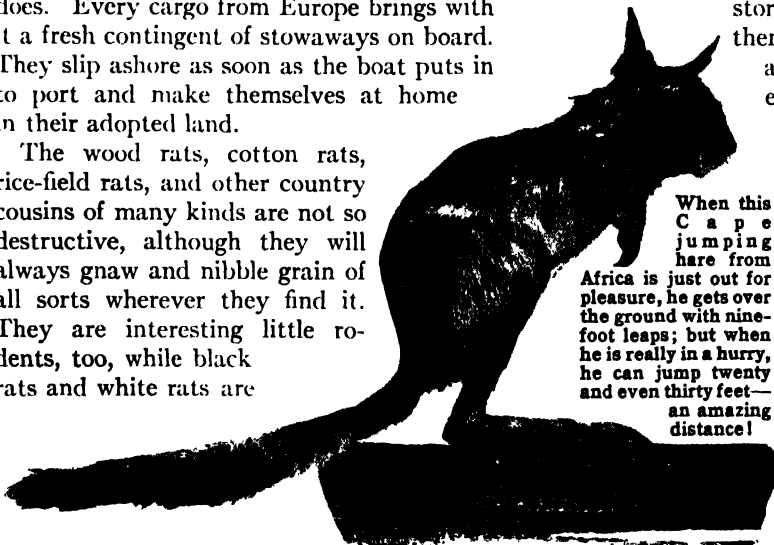 does. Every cargo from Europe brings with
t a fresh contingent of stowaways on board.
They slip ashore as soon as the boat puts in
to port and make themselves at home
n their adopted land.
The wood rats, cotton rats,
rice-field rats, and other country
cousins of many kinds are not so
destructive, although they will
always gnaw and nibble grain of
all sorts wherever they find it.
They are interesting little ro-
dents, too, while black
rats and white rats are
stor
ther
a
e
When this
Cape
jumping
hare from
Africa is just out for
pleasure, he gets over
the ground with nine-
foot leaps; but when
he is really in a hurry,
he can jump twenty
and even thirty feet—
an amazing
distance!